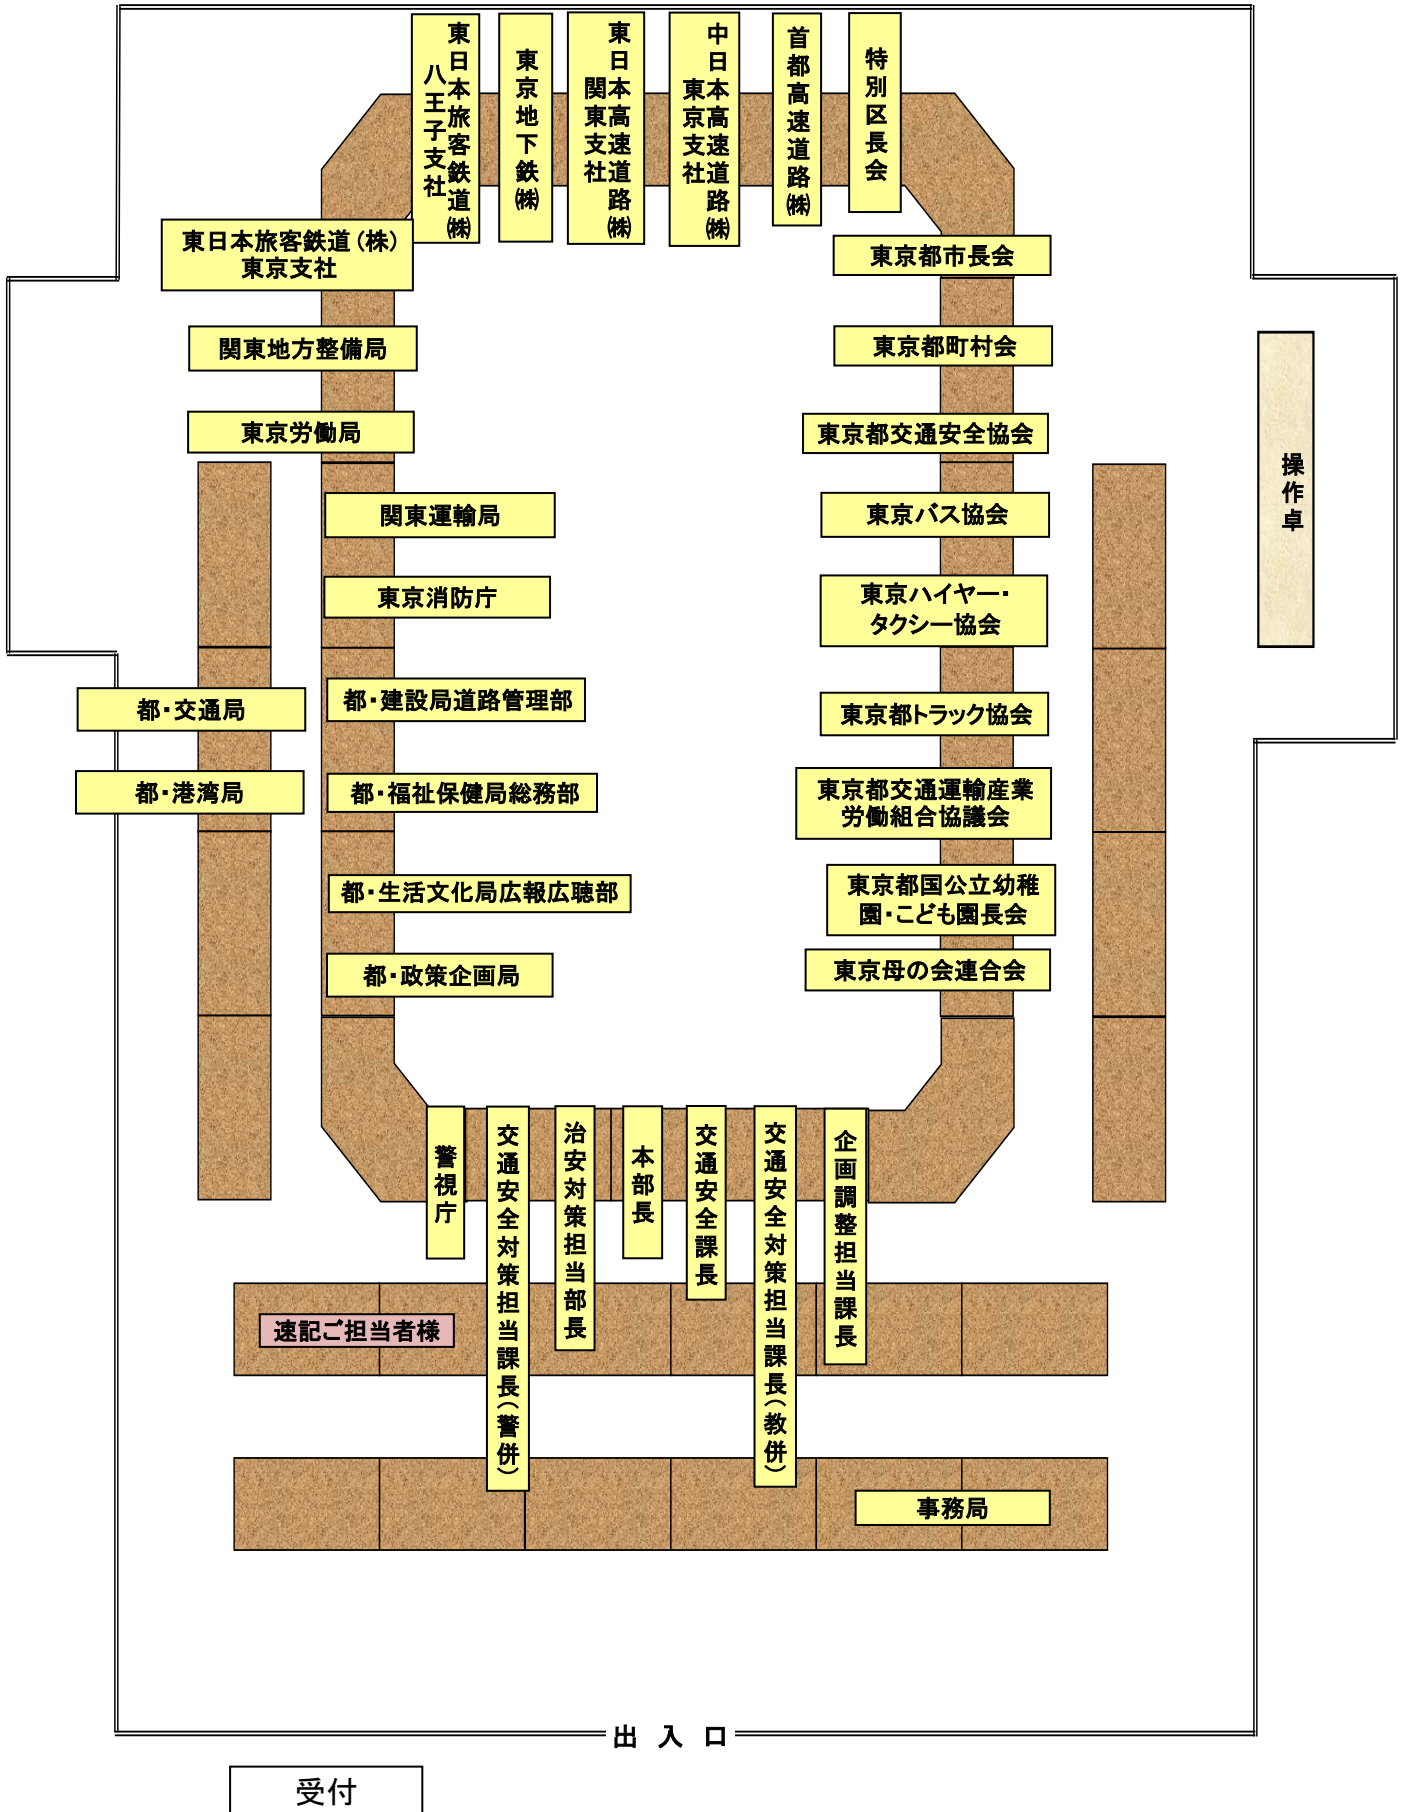 東日本旅客鉄道㈱
八王子支社
東京地下鉄㈱
東日本高速道路㈱
関東支社
中日本高速道路㈱
東京支社
首都高速道路㈱
特別区長会
東日本旅客鉄道(株)
東京支社
関東地方整備局
東京労働局
関東運輸局
東京消防庁
都・建設局道路管理部
都・福祉保健局総務部
都・生活文化局広報広聴部
都・政策企画局
都・交通局
都・港湾局
東京都市長会
東京都町村会
東京都交通安全協会
東京バス協会
東京ハイヤー・
タクシー協会
東京都トラック協会
東京都交通運輸産業
労働組合協議会
東京都国公立幼稚
園・こども園長会
東京母の会連合会
操作卓
警視庁
交通安全対策担当課長(警併)
治安対策担当部長
本部長
交通安全課長
交通安全対策担当課長(教併)
企画調整担当課長
速記ご担当者様
事務局
出 入 口
受付